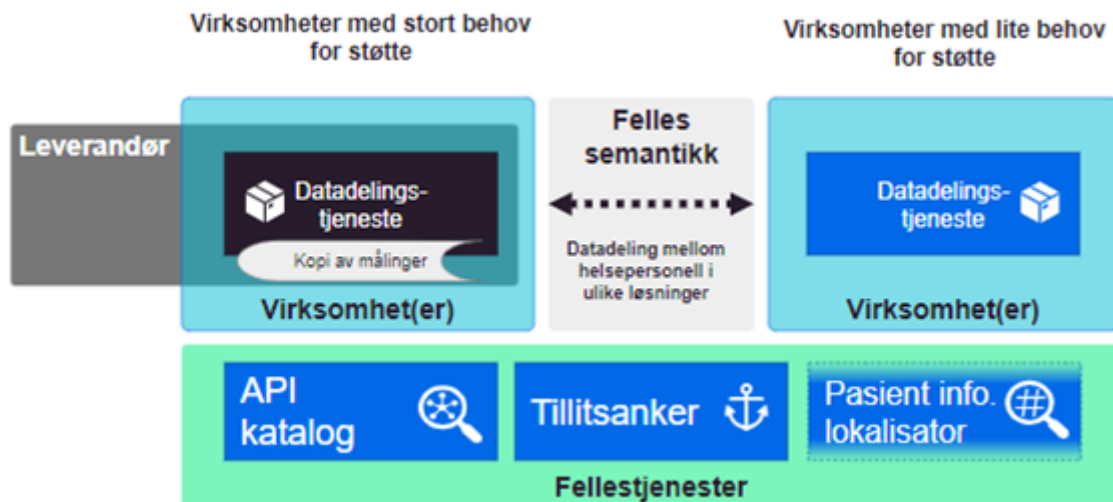 Virksomheter med stort behov
for støtte
Virksomheter med lite behov
for støtte
Leverandør
Datadelings-
tjeneste
Kopi av målinger
Virksomhet(er)
Felles
semantikk
Datadeling mellom
helsepersonell i
ulike løsninger
Datadelings-
tjeneste
Virksomhet(er)
API
katalog
Tillitsanker
Pasient info.
lokalisator
Fellestjenester